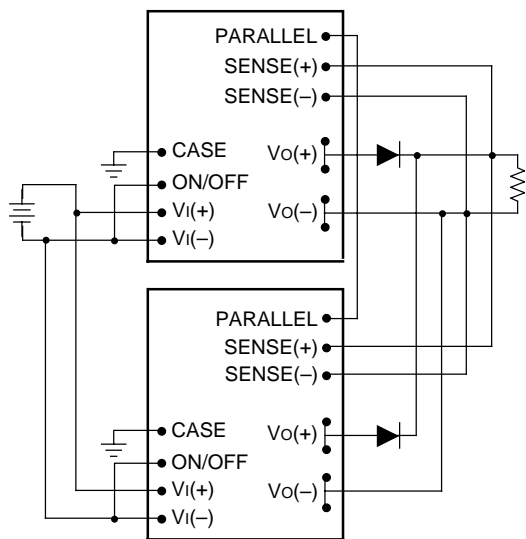 PARALLEL
SENSE(+)
SENSE(–)
CASE
VO(+)
ON/OFF
VI(+)
VO(–)
VI(–)
PARALLEL
SENSE(+)
SENSE(–)
CASE
VO(+)
ON/OFF
VI(+)
VO(–)
VI(–)